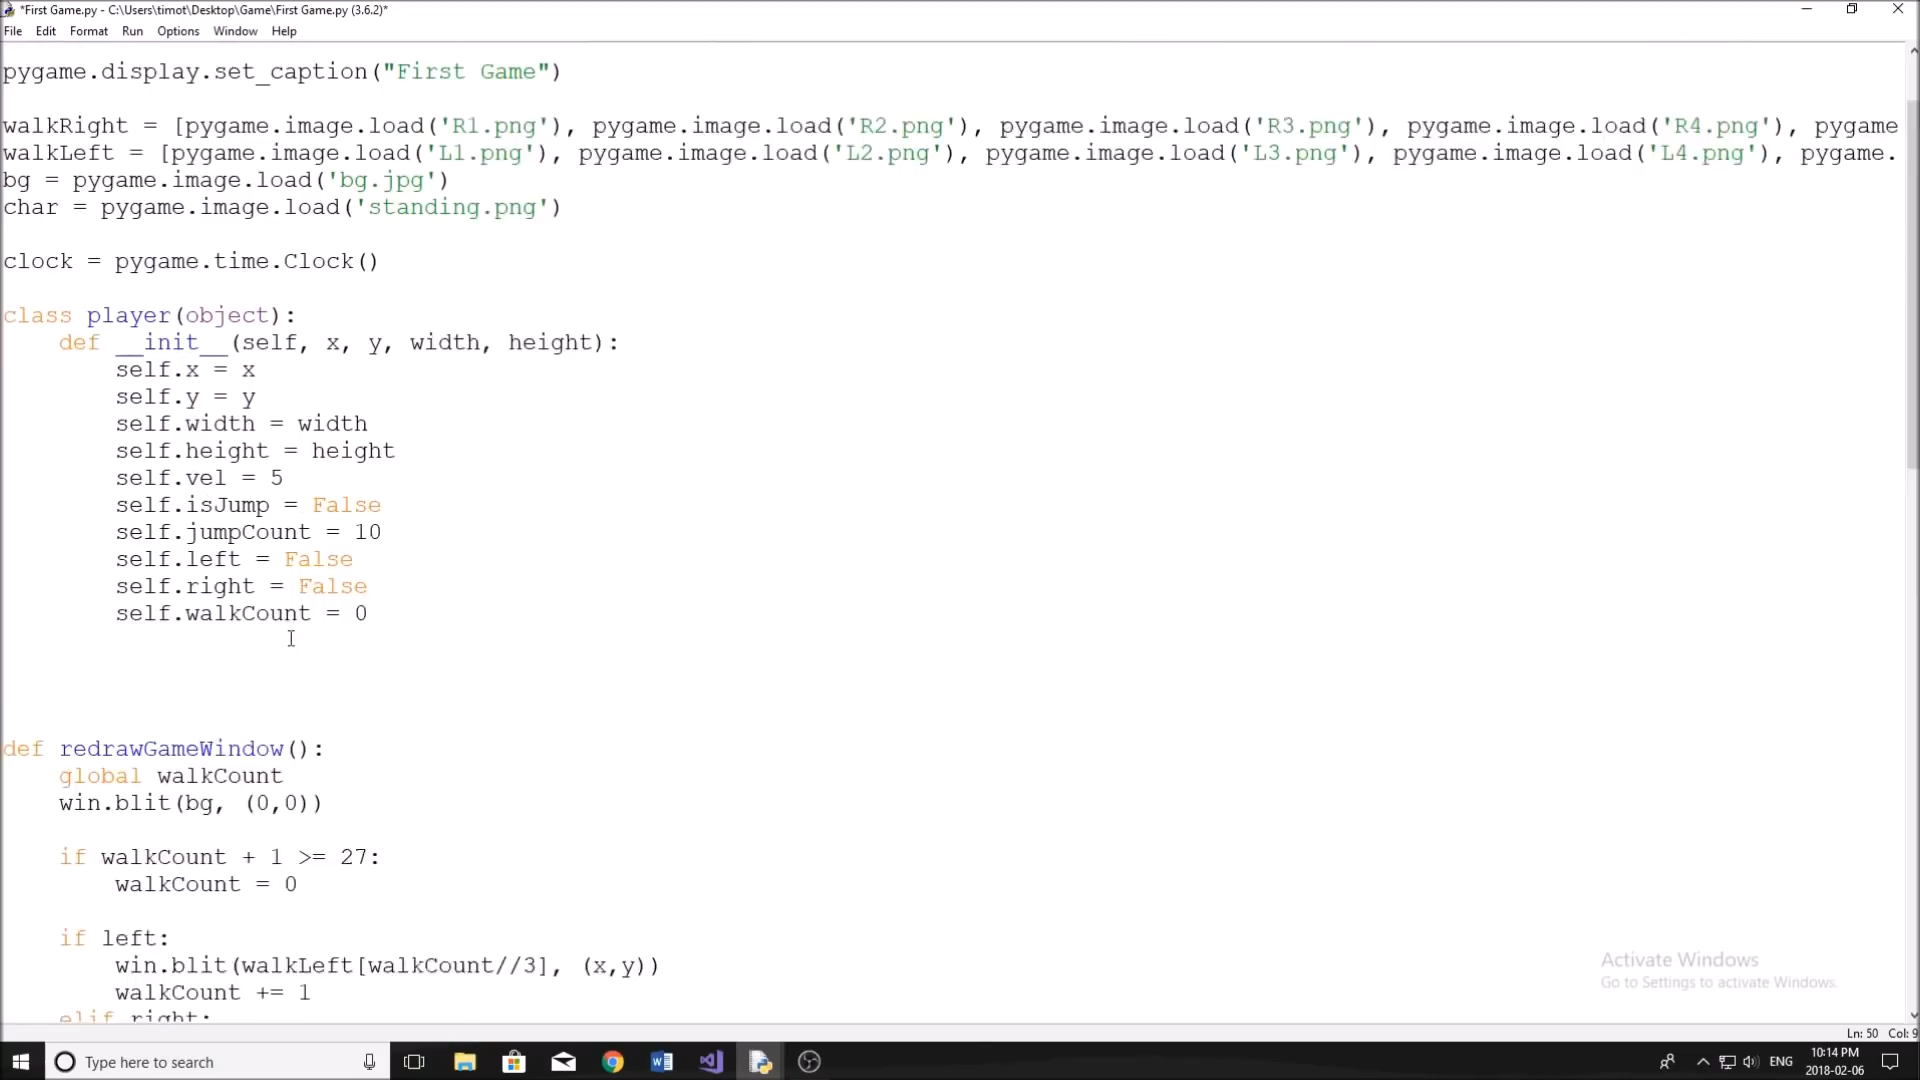 *First Game.py - C:\Users\timot\Desktop\Game\First Game.py (3.6.2)*
File Edit Format Run Options Window Help
pygame.display.set_caption("First Game")
walkRight = [pygame.image.load('R1.png'), pygame.image.load('R2.png'), pygame.image.load('R3.png'), pygame.image.load('R4.png'), pygame
walkLeft = [pygame.image.load('L1.png'), pygame.image.load('L2.png'), pygame.image.load('L3.png'), pygame.image.load('L4.png'), pygame.
bg = pygame.image.load('bg.jpg')
char = pygame.image.load('standing.png')
clock = pygame.time.Clock()
class player(object):
    def __init__(self, x, y, width, height):
        self.x = x
        self.y = y
        self.width = width
        self.height = height
        self.vel = 5
        self.isJump = False
        self.jumpCount = 10
        self.left = False
        self.right = False
        self.walkCount = 0
def redrawGameWindow():
    global walkCount
    win.blit(bg, (0,0))
    if walkCount + 1 >= 27:
        walkCount = 0
    if left:
        win.blit(walkLeft[walkCount//3], (x,y))
        walkCount += 1
    elif right:
Activate Windows
Go to Settings to activate Windows.
Ln: 50 Col: 9
Type here to search
ENG
10:14 PM
2018-02-06